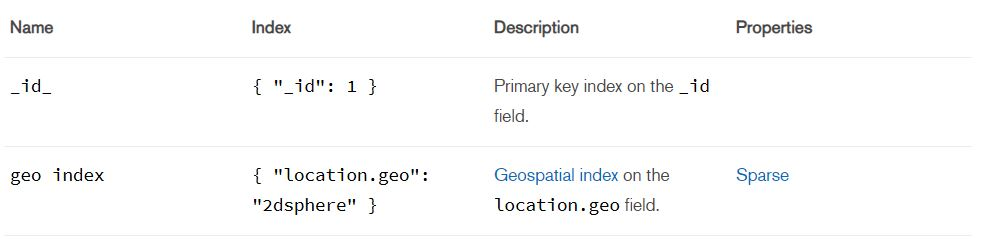 Name Index Description Properties
_id_ { "_id": 1 } Primary key index on the _id
field.
geo index { "location.geo": Geospatial index on the Sparse
"2dsphere" } location.geo field.